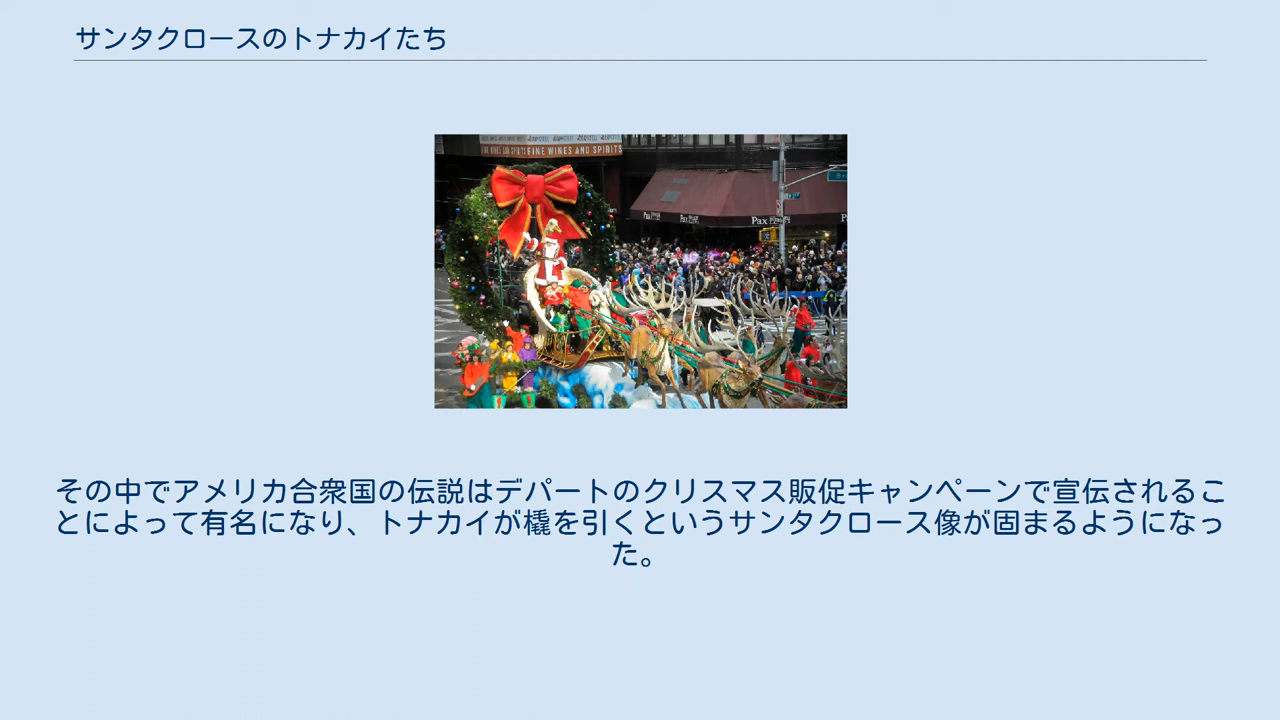 サンタクロースのトナカイたち
FINE WINES AND SPIRITS
Pax
Pax
Pax
その中でアメリカ合衆国の伝説はデパートのクリスマス販促キャンペーンで宣伝されるこ
とによって有名になり、トナカイが橇を引くというサンタクロース像が固まるようになっ
た。